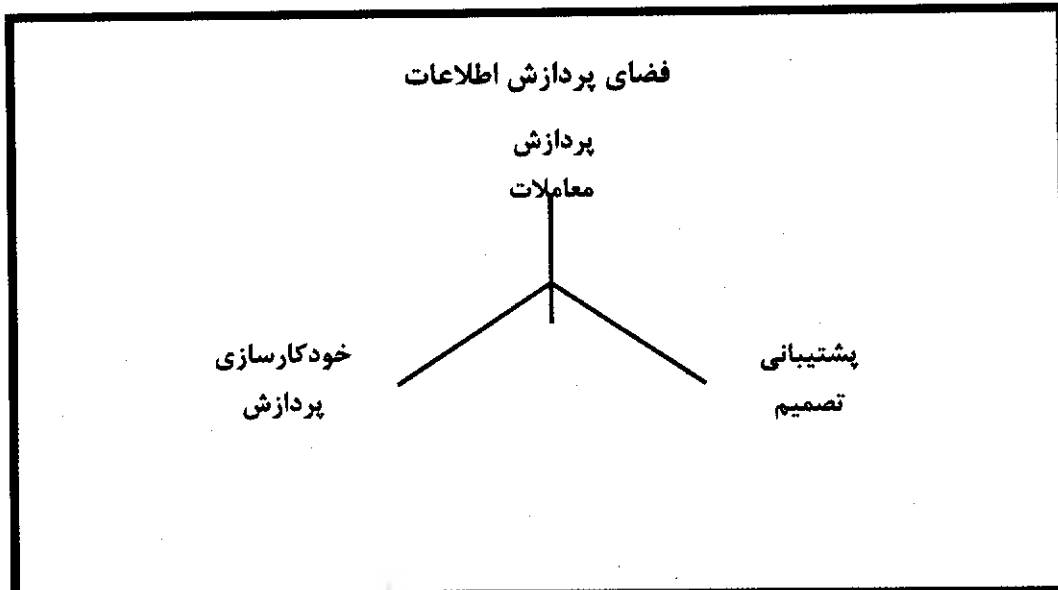 فضای پردازش اطلاعات
پردازش
معاملات
پشتیبانی
تصمیم
خودکارسازی
پردازش